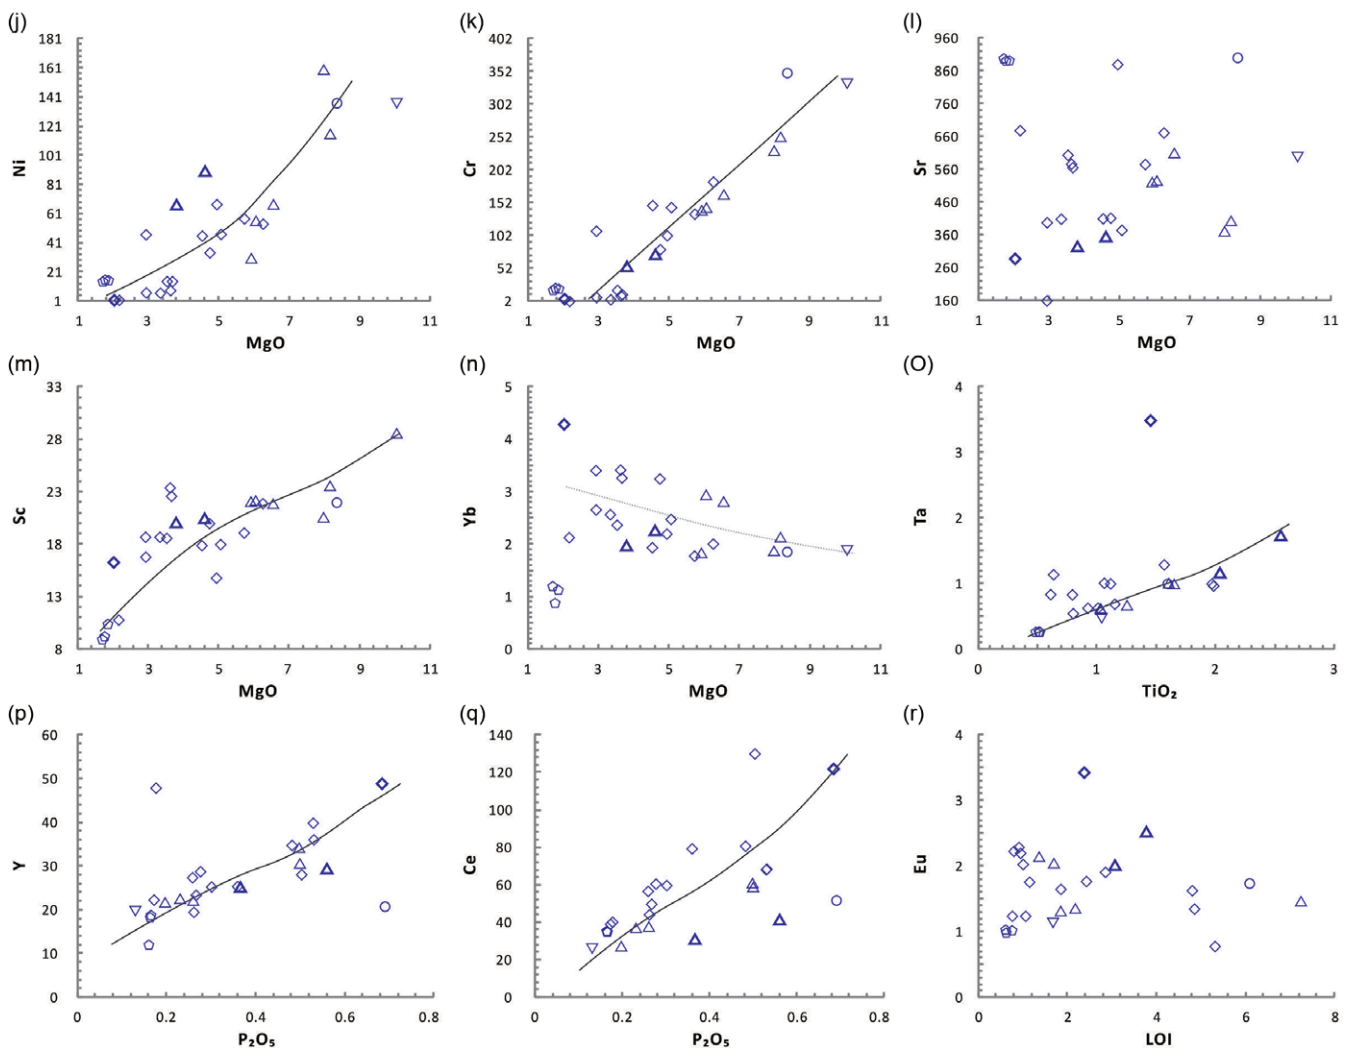 (j) (k) (l)
181 402 960
161 352 860
141 302 760
121 252 660
101 202 560
81 152 460
61 102 360
41 52 260
21 2 160
1
Ni Cr Sr
1 3 5 7 9 11 1 3 5 7 9 11 1 3 5 7 9 11
MgO MgO MgO
(m) (n) (O)
33 5 4
28 4 3
23 3 2
18 2 1
13 1 0
8 0
Sc Yb Ta
1 3 5 7 9 11 1 3 5 7 9 11 0 1 2 3
MgO MgO TiO₂
(p) (q) (r)
60 140 4
50 120 3
40 100 2
30 80 1
20 60 0
10 40
0 20
0
Y Ce Eu
0 0.2 0.4 0.6 0.8 0 0.2 0.4 0.6 0.8 0 2 4 6 8
P₂O₅ P₂O₅ LOI